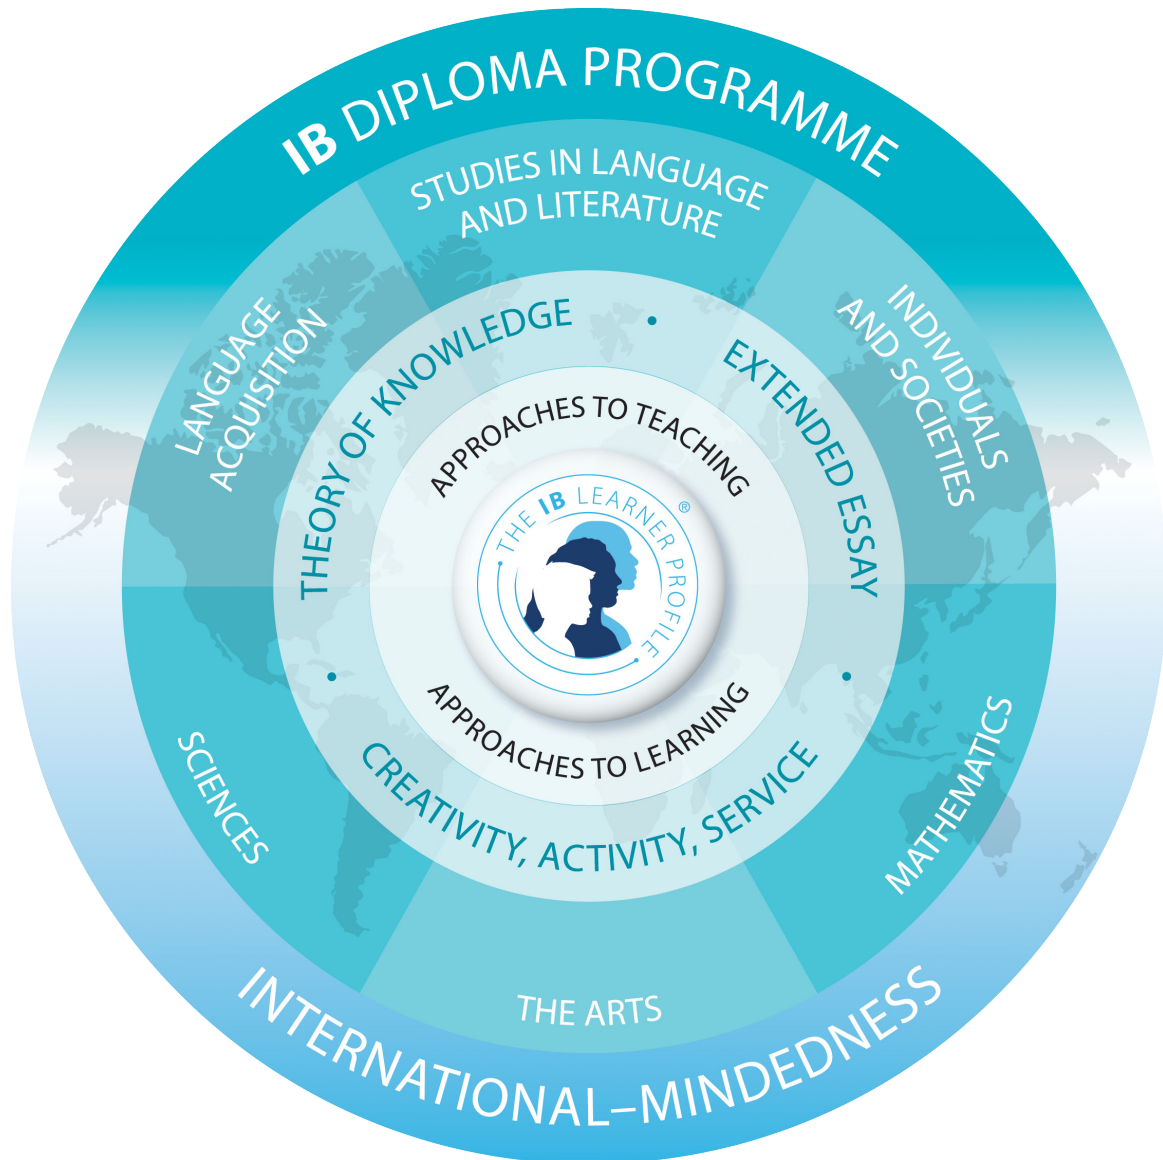 IB DIPLOMA PROGRAMME
STUDIES IN LANGUAGE
AND LITERATURE
LANGUAGE
ACQUISITION
INDIVIDUALS
AND SOCIETIES
THEORY OF KNOWLEDGE
•
EXTENDED ESSAY
APPROACHES TO TEACHING
THE IB LEARNER PROFILE
®
APPROACHES TO LEARNING
•
CREATIVITY, ACTIVITY, SERVICE
•
SCIENCES
MATHEMATICS
THE ARTS
INTERNATIONAL–MINDEDNESS